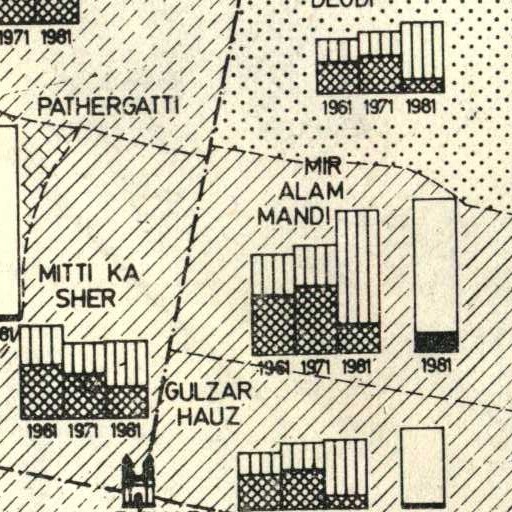 1971 1981
DEODI
1961 1971 1981
PATHERGATTI
MIR
ALAM
MANDI
MITTI KA
SHER
1961 1971 1981
1981
1961 1971 1981
GULZAR
HAUZ